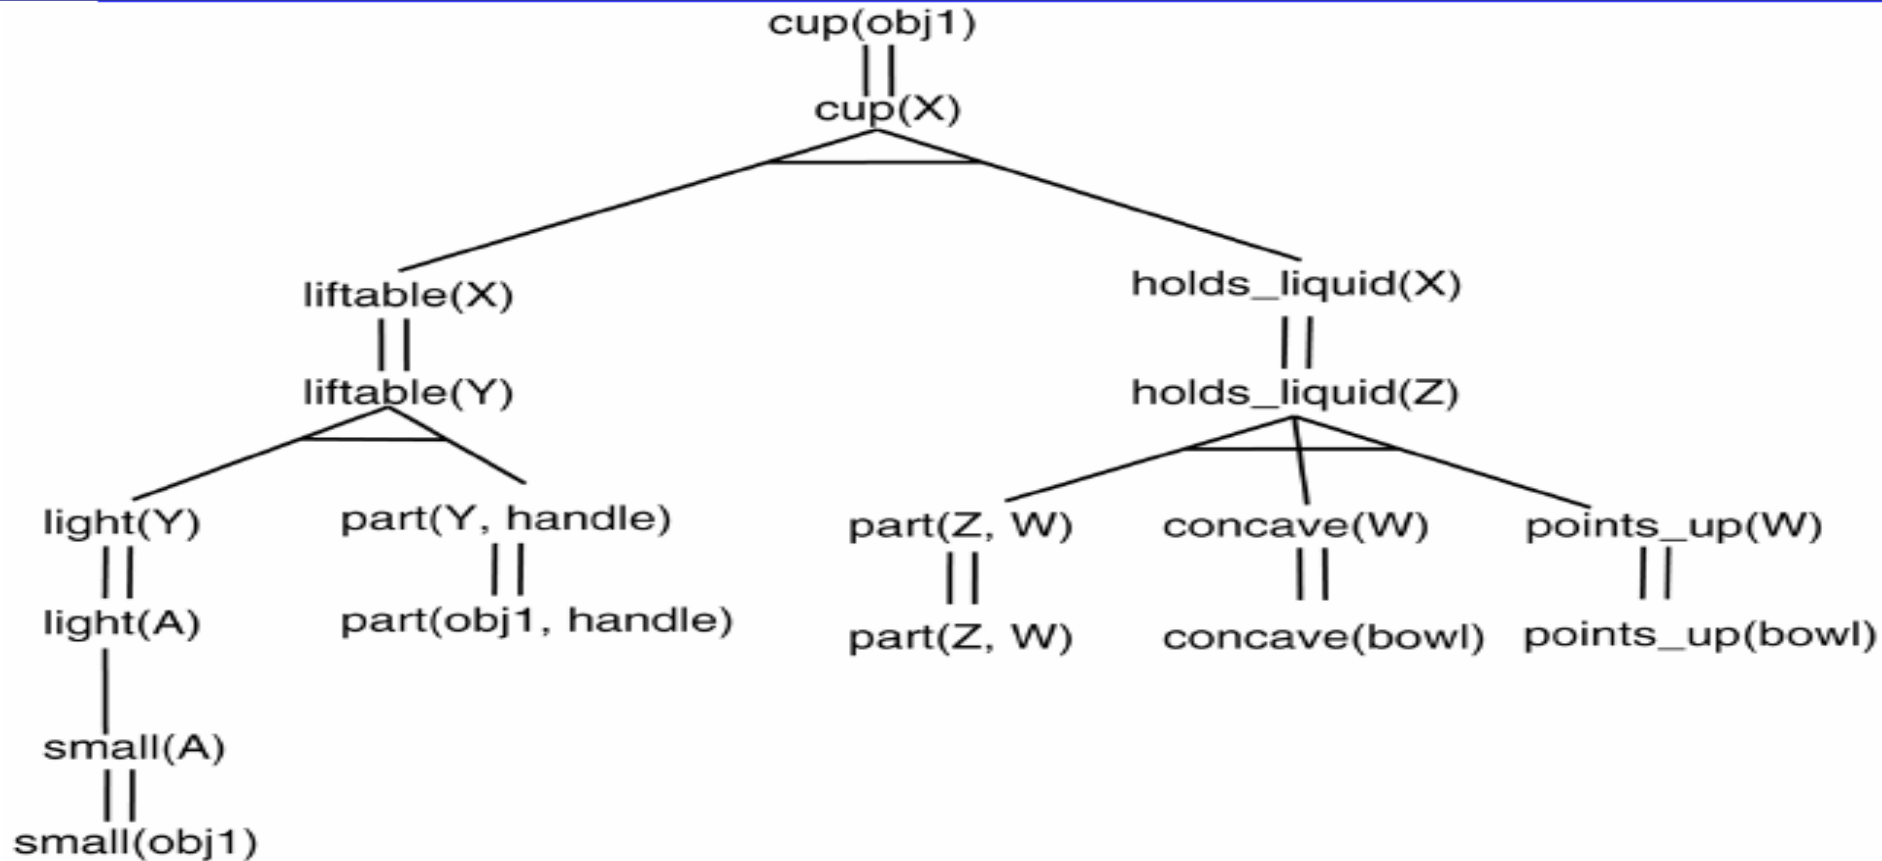 cup(obj1)
cup(X)
liftable(X)
holds_liquid(X)
liftable(Y)
holds_liquid(Z)
light(Y)
part(Y, handle)
part(Z, W)
concave(W)
points_up(W)
light(A)
part(obj1, handle)
part(Z, W)
concave(bowl)
points_up(bowl)
small(A)
small(obj1)